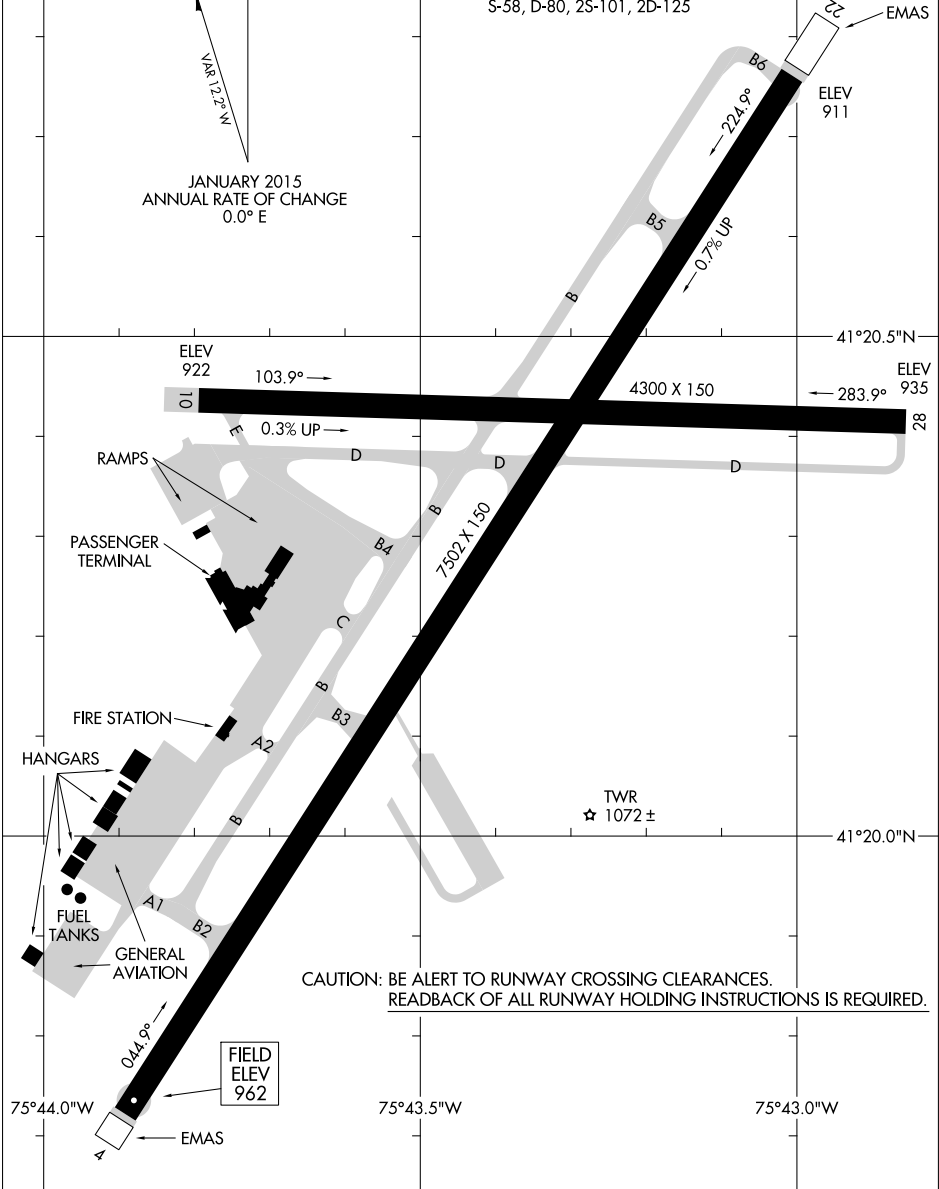 S-58, D-80, 2S-101, 2D-125
22
EMAS
VAR 12.2° W
B6
ELEV
911
224.9°
JANUARY 2015
ANNUAL RATE OF CHANGE
0.0° E
B5
0.7% UP
B
41°20.5"N
ELEV
922
103.9°
4300 X 150
283.9°
ELEV
935
10
28
E
0.3% UP
D
D
D
RAMPS
B
7502 X 150
PASSENGER
TERMINAL
B4
C
B
B3
FIRE STATION
A2
HANGARS
TWR
1072 ±
B
41°20.0"N
A1
B2
FUEL
TANKS
GENERAL
AVIATION
CAUTION: BE ALERT TO RUNWAY CROSSING CLEARANCES.
READBACK OF ALL RUNWAY HOLDING INSTRUCTIONS IS REQUIRED.
044.9°
FIELD
ELEV
962
75°44.0"W
75°43.5"W
75°43.0"W
EMAS
4